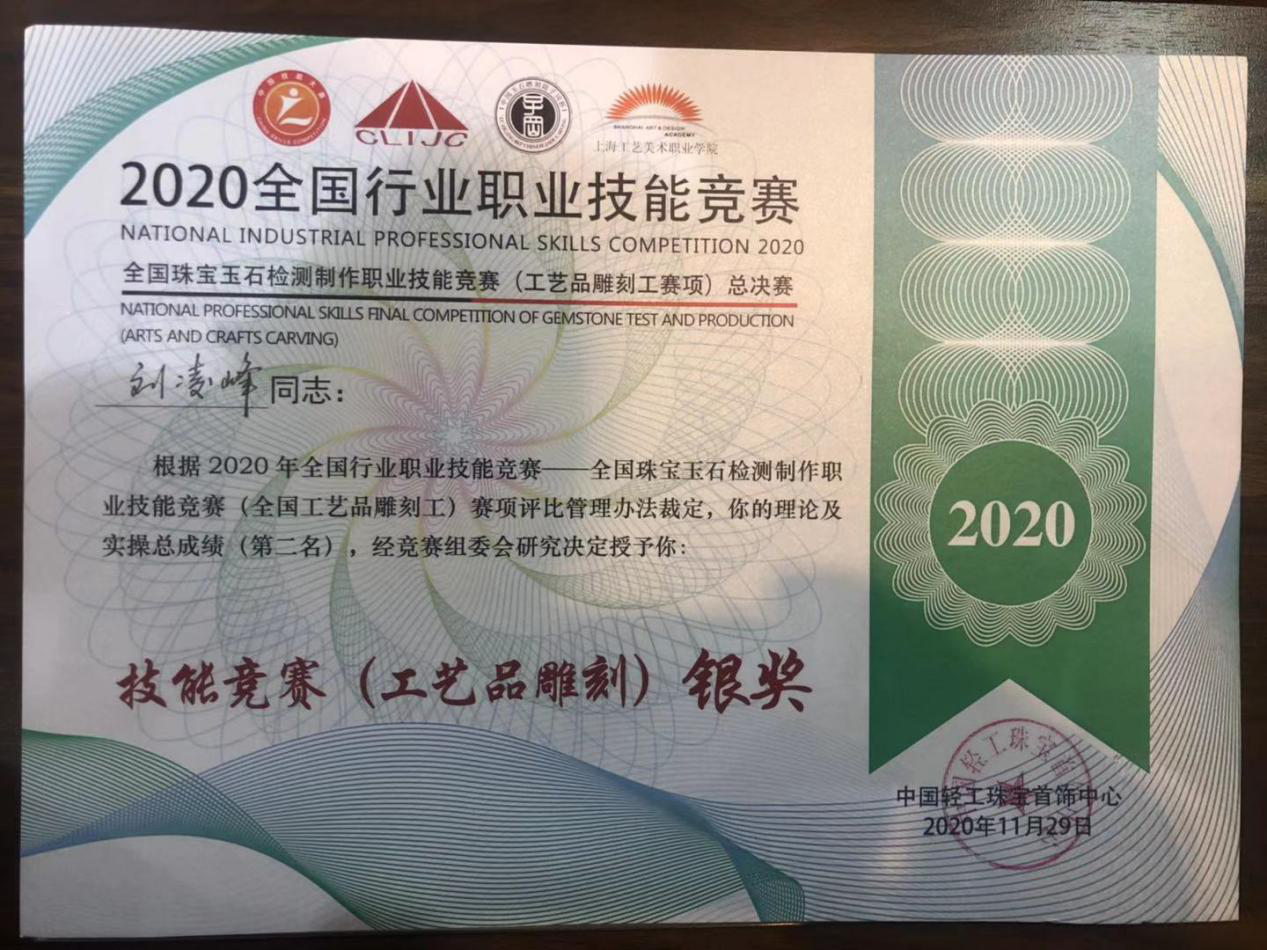 CLIJC
SHANGHAI ART & DESIGN
ACADEMY
上海工艺美术职业学院
2020全国行业职业技能竞赛
NATIONAL INDUSTRIAL PROFESSIONAL SKILLS COMPETITION 2020
全国珠宝玉石检测制作职业技能竞赛（工艺品雕刻工赛项）总决赛
NATIONAL PROFESSIONAL SKILLS FINAL COMPETITION OF GEMSTONE TEST AND PRODUCTION
(ARTS AND CRAFTS CARVING)
刘凌峰 同志：
根据 2020 年全国行业职业技能竞赛——全国珠宝玉石检测制作职
业技能竞赛（全国工艺品雕刻工）赛项评比管理办法裁定，你的理论及
实操总成绩（第二名），经竞赛组委会研究决定授予你：
技能竞赛（工艺品雕刻）银奖
2020
中国轻工珠宝首饰中心
2020年11月29日